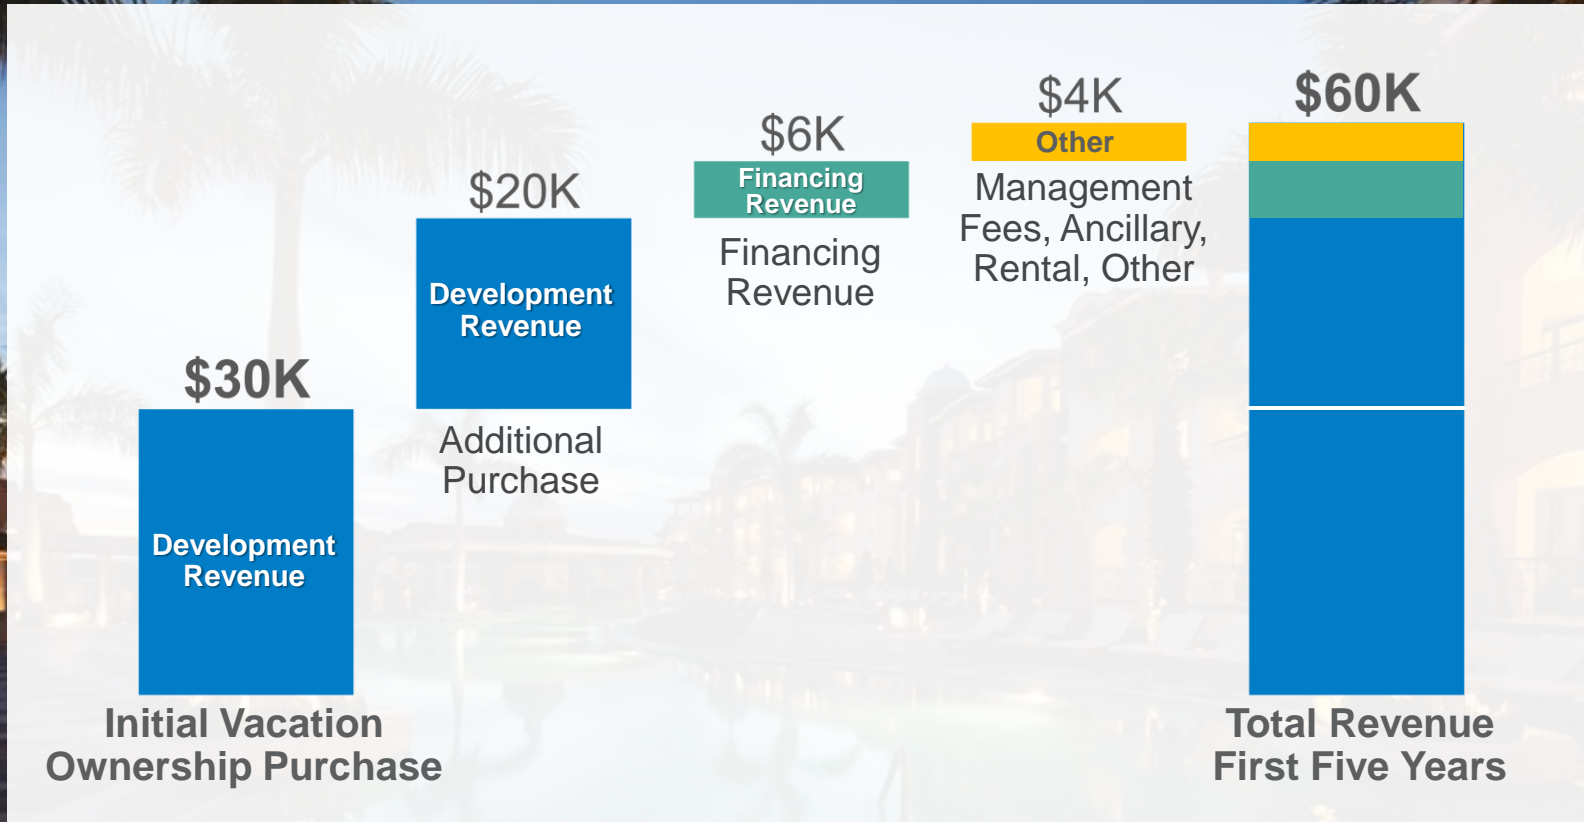 $30K
Development
Revenue
Initial Vacation
Ownership Purchase
$20K
Development
Revenue
Additional
Purchase
$6K
Financing
Revenue
Financing
Revenue
$4K
Other
Management
Fees, Ancillary,
Rental, Other
$60K
Total Revenue
First Five Years